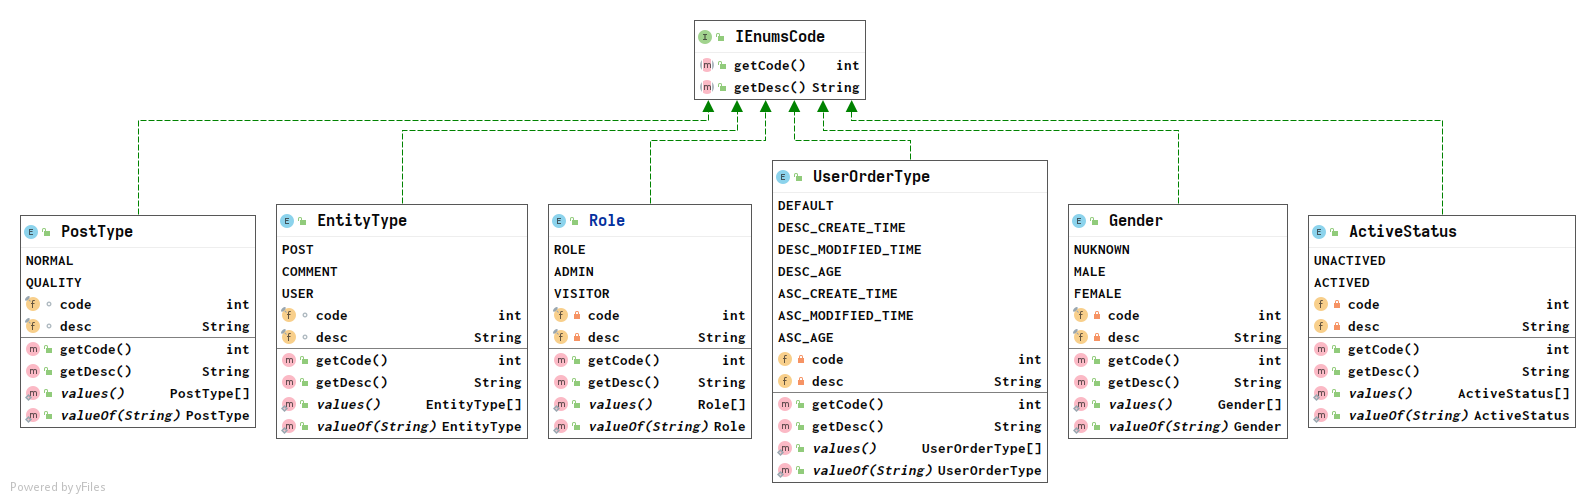 IEnumsCode
getCode() int
getDesc() String
PostType
NORMAL
QUALITY
code int
desc String
getCode() int
getDesc() String
values() PostType[]
valueOf(String) PostType
EntityType
POST
COMMENT
USER
code int
desc String
getCode() int
getDesc() String
values() EntityType[]
valueOf(String) EntityType
Role
ROLE
ADMIN
VISITOR
code int
desc String
getCode() int
getDesc() String
values() Role[]
valueOf(String) Role
UserOrderType
DEFAULT
DESC_CREATE_TIME
DESC_MODIFIED_TIME
DESC_AGE
ASC_CREATE_TIME
ASC_MODIFIED_TIME
ASC_AGE
code int
desc String
getCode() int
getDesc() String
values() UserOrderType[]
valueOf(String) UserOrderType
Gender
NUKNOWN
MALE
FEMALE
code int
desc String
getCode() int
getDesc() String
values() Gender[]
valueOf(String) Gender
ActiveStatus
UNACTIVED
ACTIVED
code int
desc String
getCode() int
getDesc() String
values() ActiveStatus[]
valueOf(String) ActiveStatus
Powered by yFiles